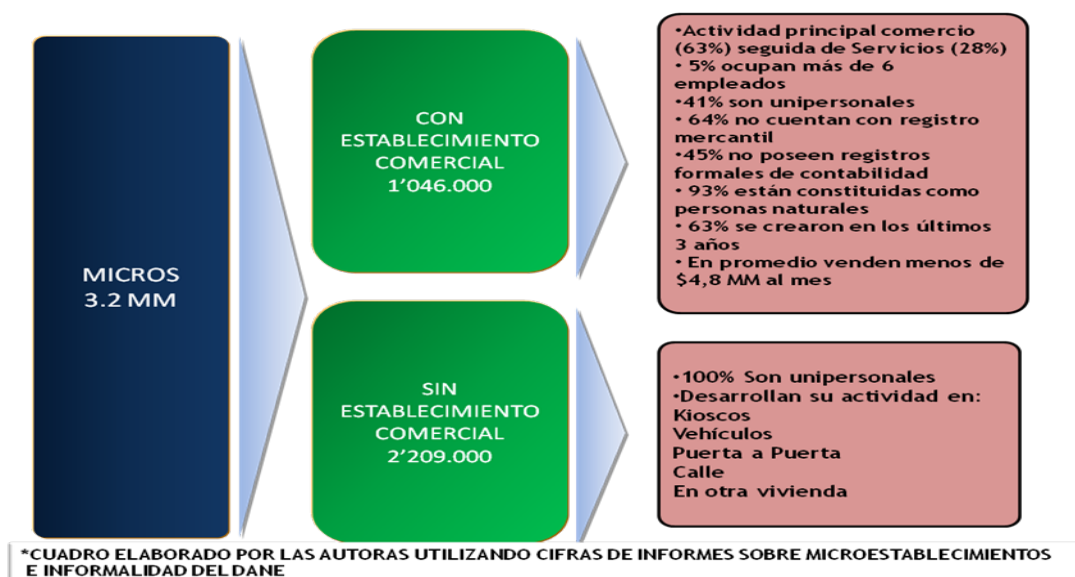 MICROS
3.2 MM
CON
ESTABLECIMIENTO
COMERCIAL
1’046.000
•Actividad principal comercio
(63%) seguida de Servicios (28%)
• 5% ocupan más de 6
empleados
•41% son unipersonales
• 64% no cuentan con registro
mercantil
•45% no poseen registros
formales de contabilidad
• 93% están constituidas como
personas naturales
• 63% se crearon en los últimos
3 años
• En promedio venden menos de
$4,8 MM al mes
SIN
ESTABLECIMIENTO
COMERCIAL
2’209.000
•100% Son unipersonales
•Desarrollan su actividad en:
Kioscos
Vehículos
Puerta a Puerta
Calle
En otra vivienda
*CUADRO ELABORADO POR LAS AUTORAS UTILIZANDO CIFRAS DE INFORMES SOBRE MICROESTABLECIMIENTOS
E INFORMALIDAD DEL DANE